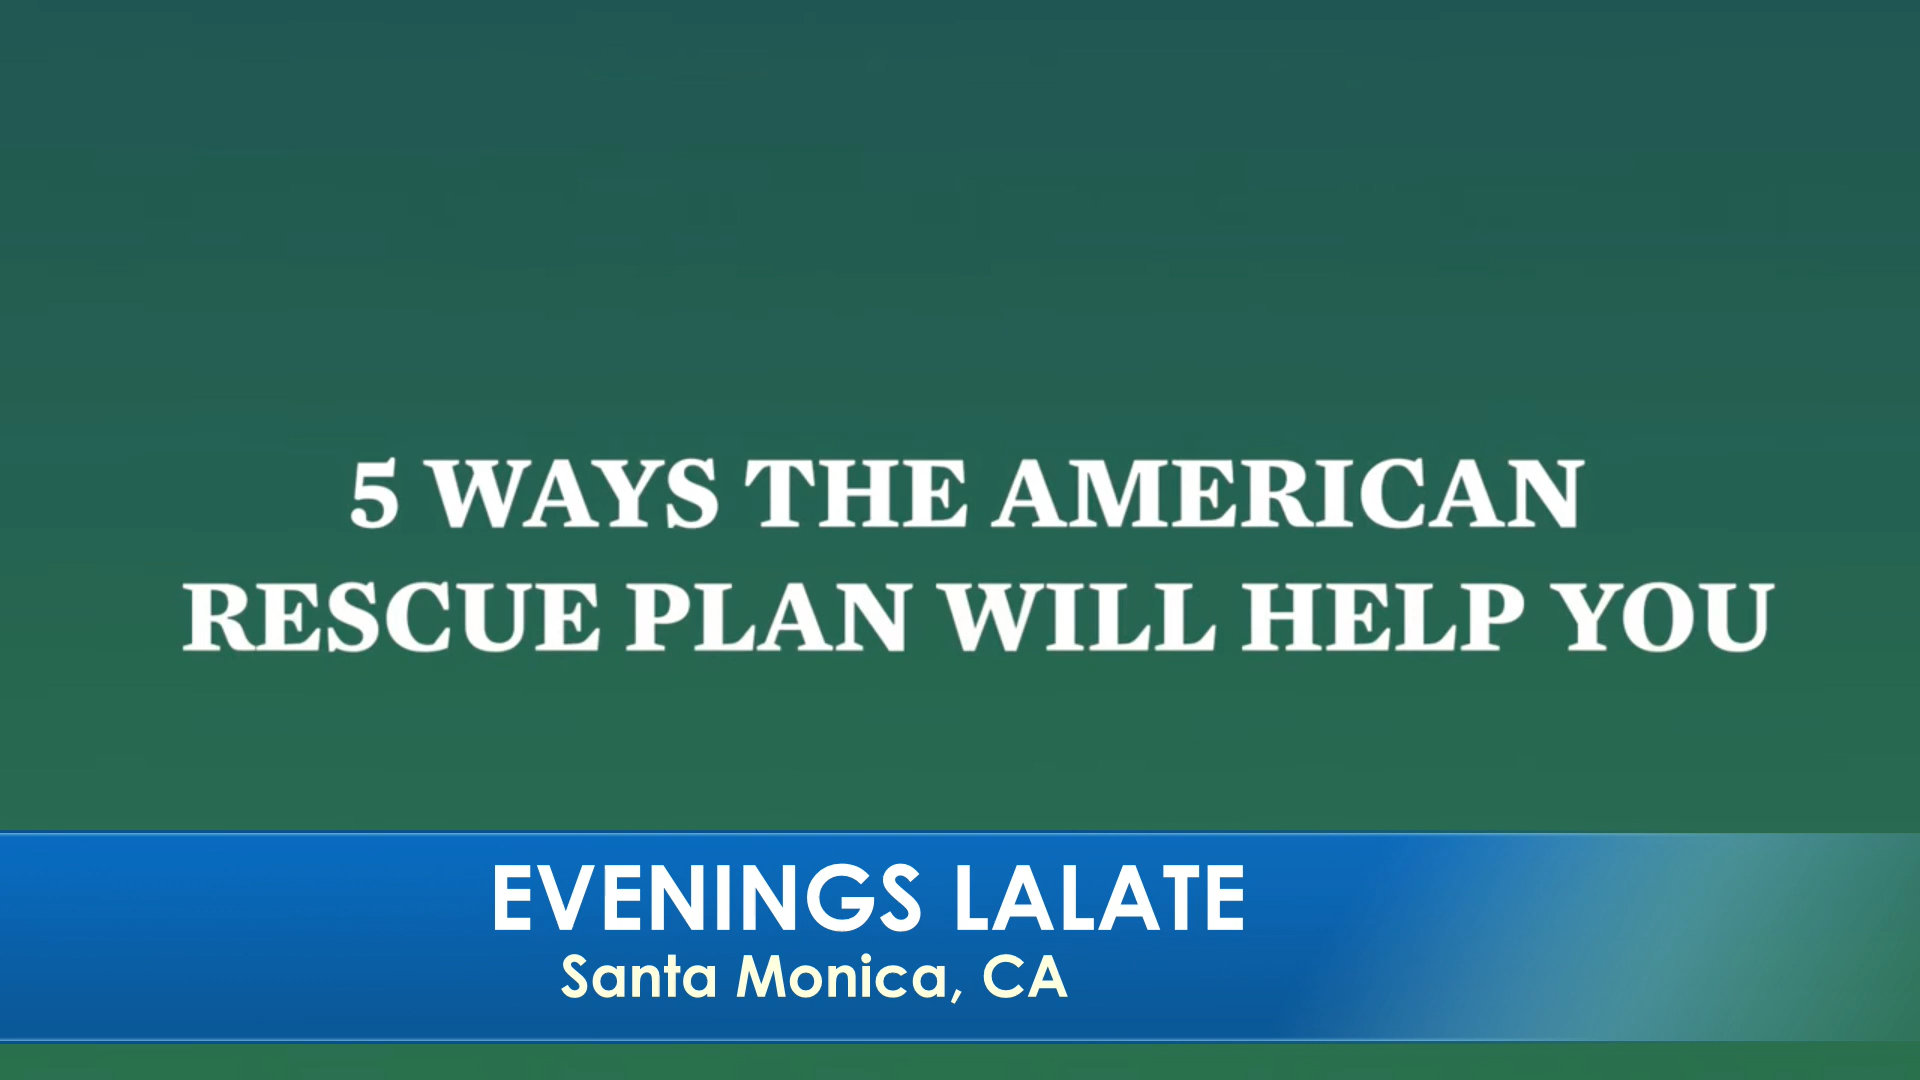 5 WAYS THE AMERICAN
RESCUE PLAN WILL HELP YOU
EVENINGS LALATE
Santa Monica, CA